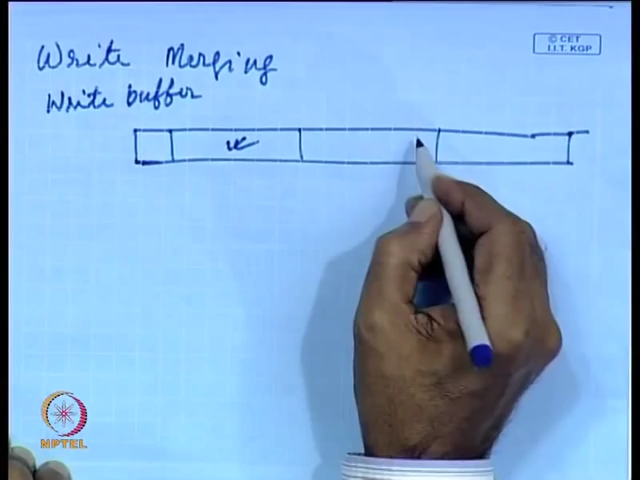 Write Merging
Write buffer
© CET
I.I.T. KGP
NPTEL